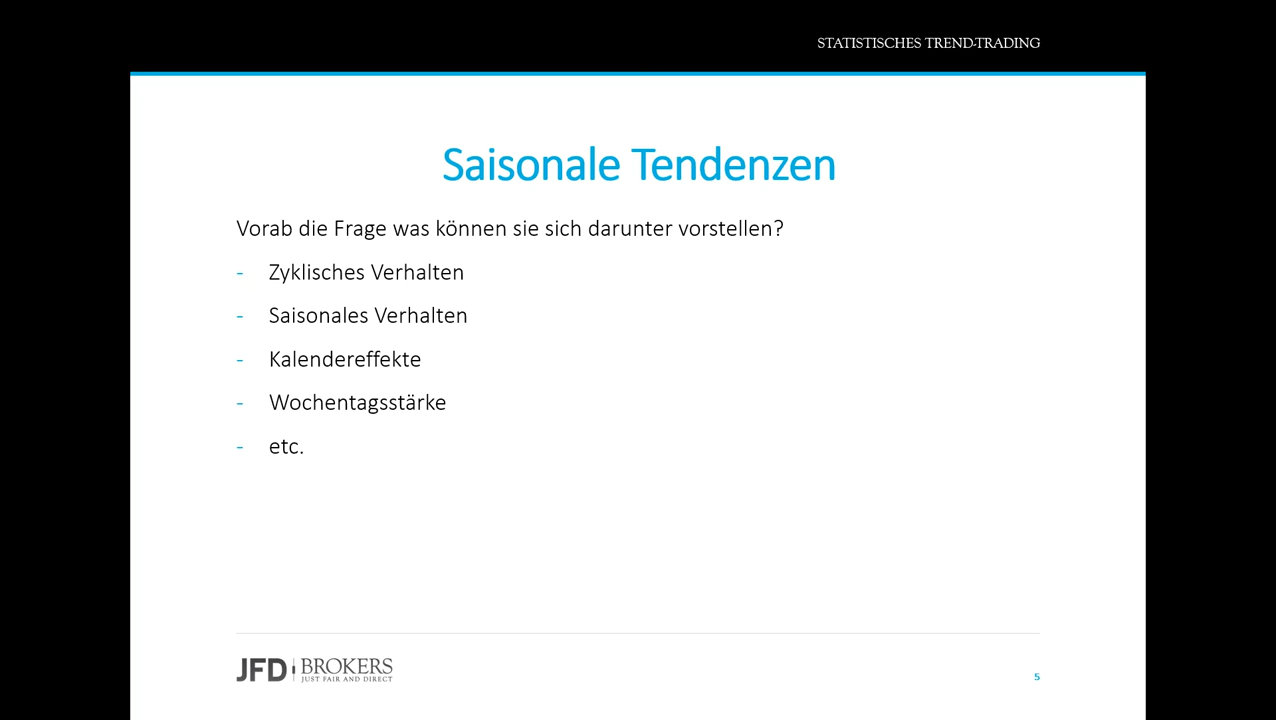 STATISTISCHES TREND-TRADING
Saisonale Tendenzen
Vorab die Frage was können sie sich darunter vorstellen?
- Zyklisches Verhalten
- Saisonales Verhalten
- Kalendereffekte
- Wochentagsstärke
- etc.
JFD BROKERS
JUST FAIR AND DIRECT
5